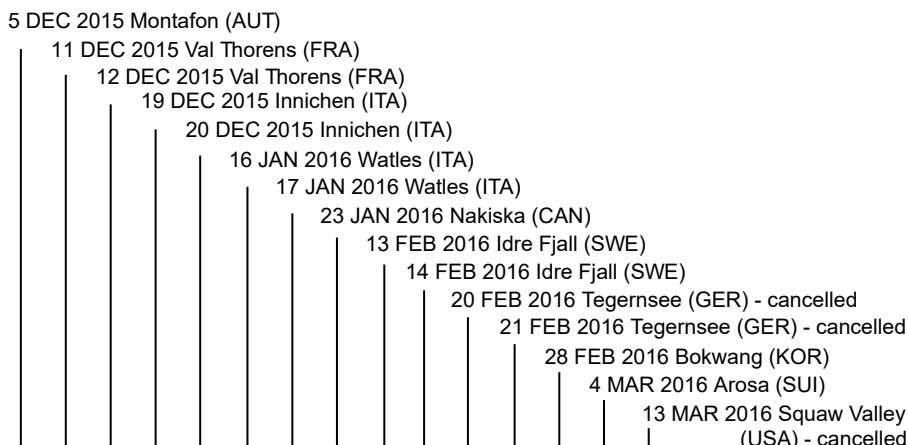 5 DEC 2015 Montafon (AUT)
11 DEC 2015 Val Thorens (FRA)
12 DEC 2015 Val Thorens (FRA)
19 DEC 2015 Innichen (ITA)
20 DEC 2015 Innichen (ITA)
16 JAN 2016 Watles (ITA)
17 JAN 2016 Watles (ITA)
23 JAN 2016 Nakiska (CAN)
13 FEB 2016 Idre Fjall (SWE)
14 FEB 2016 Idre Fjall (SWE)
20 FEB 2016 Tegernsee (GER) - cancelled
21 FEB 2016 Tegernsee (GER) - cancelled
28 FEB 2016 Bokwang (KOR)
4 MAR 2016 Arosa (SUI)
13 MAR 2016 Squaw Valley
(USA) - cancelled